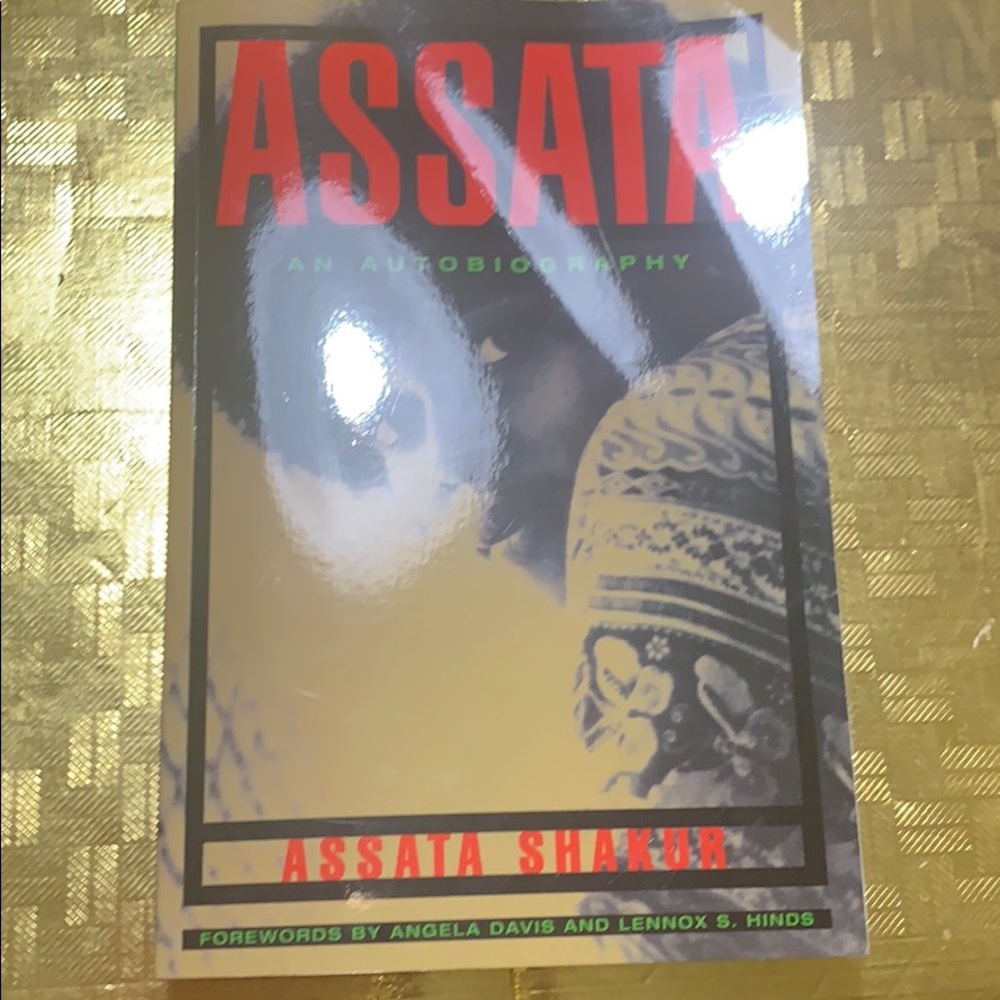 ASSATA
AN AUTOBIOGRAPHY
ASSATA SHAKUR
FOREWORDS BY ANGELA DAVIS AND LENNOX S. HINDS